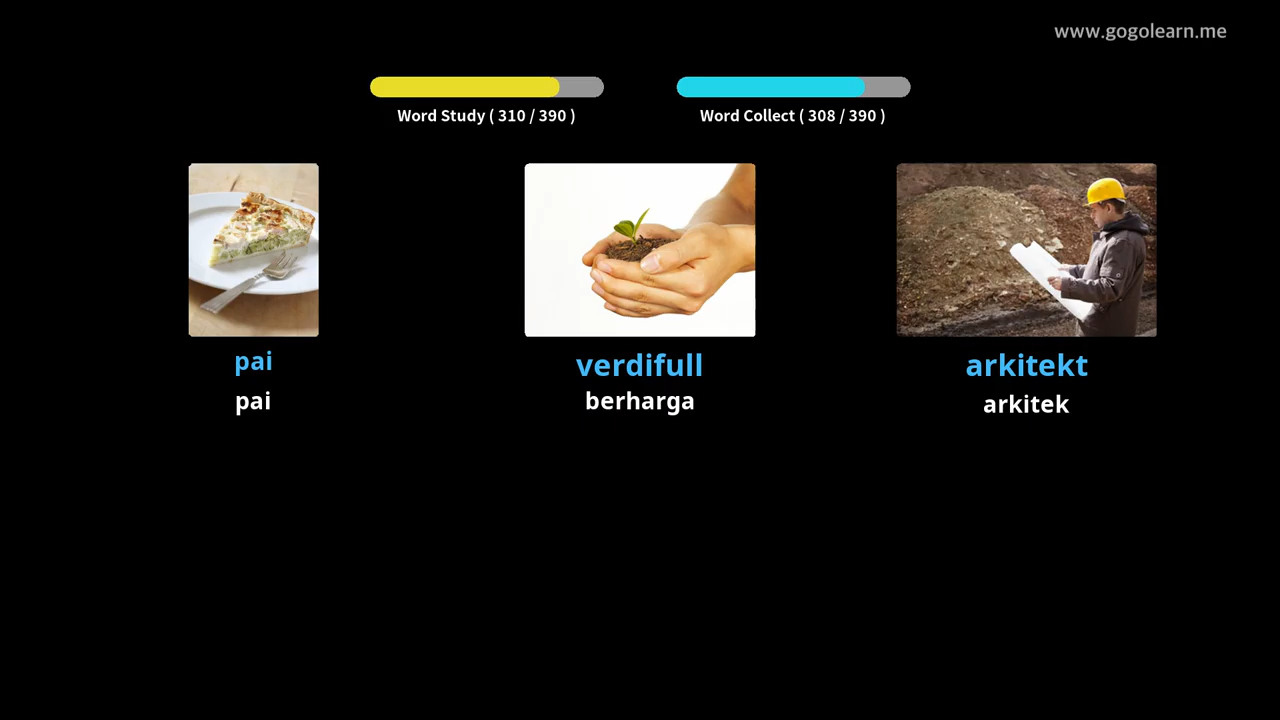 www.gogolearn.me
Word Study ( 310 / 390 )
Word Collect ( 308 / 390 )
pai
pai
verdifull
berharga
arkitekt
arkitek